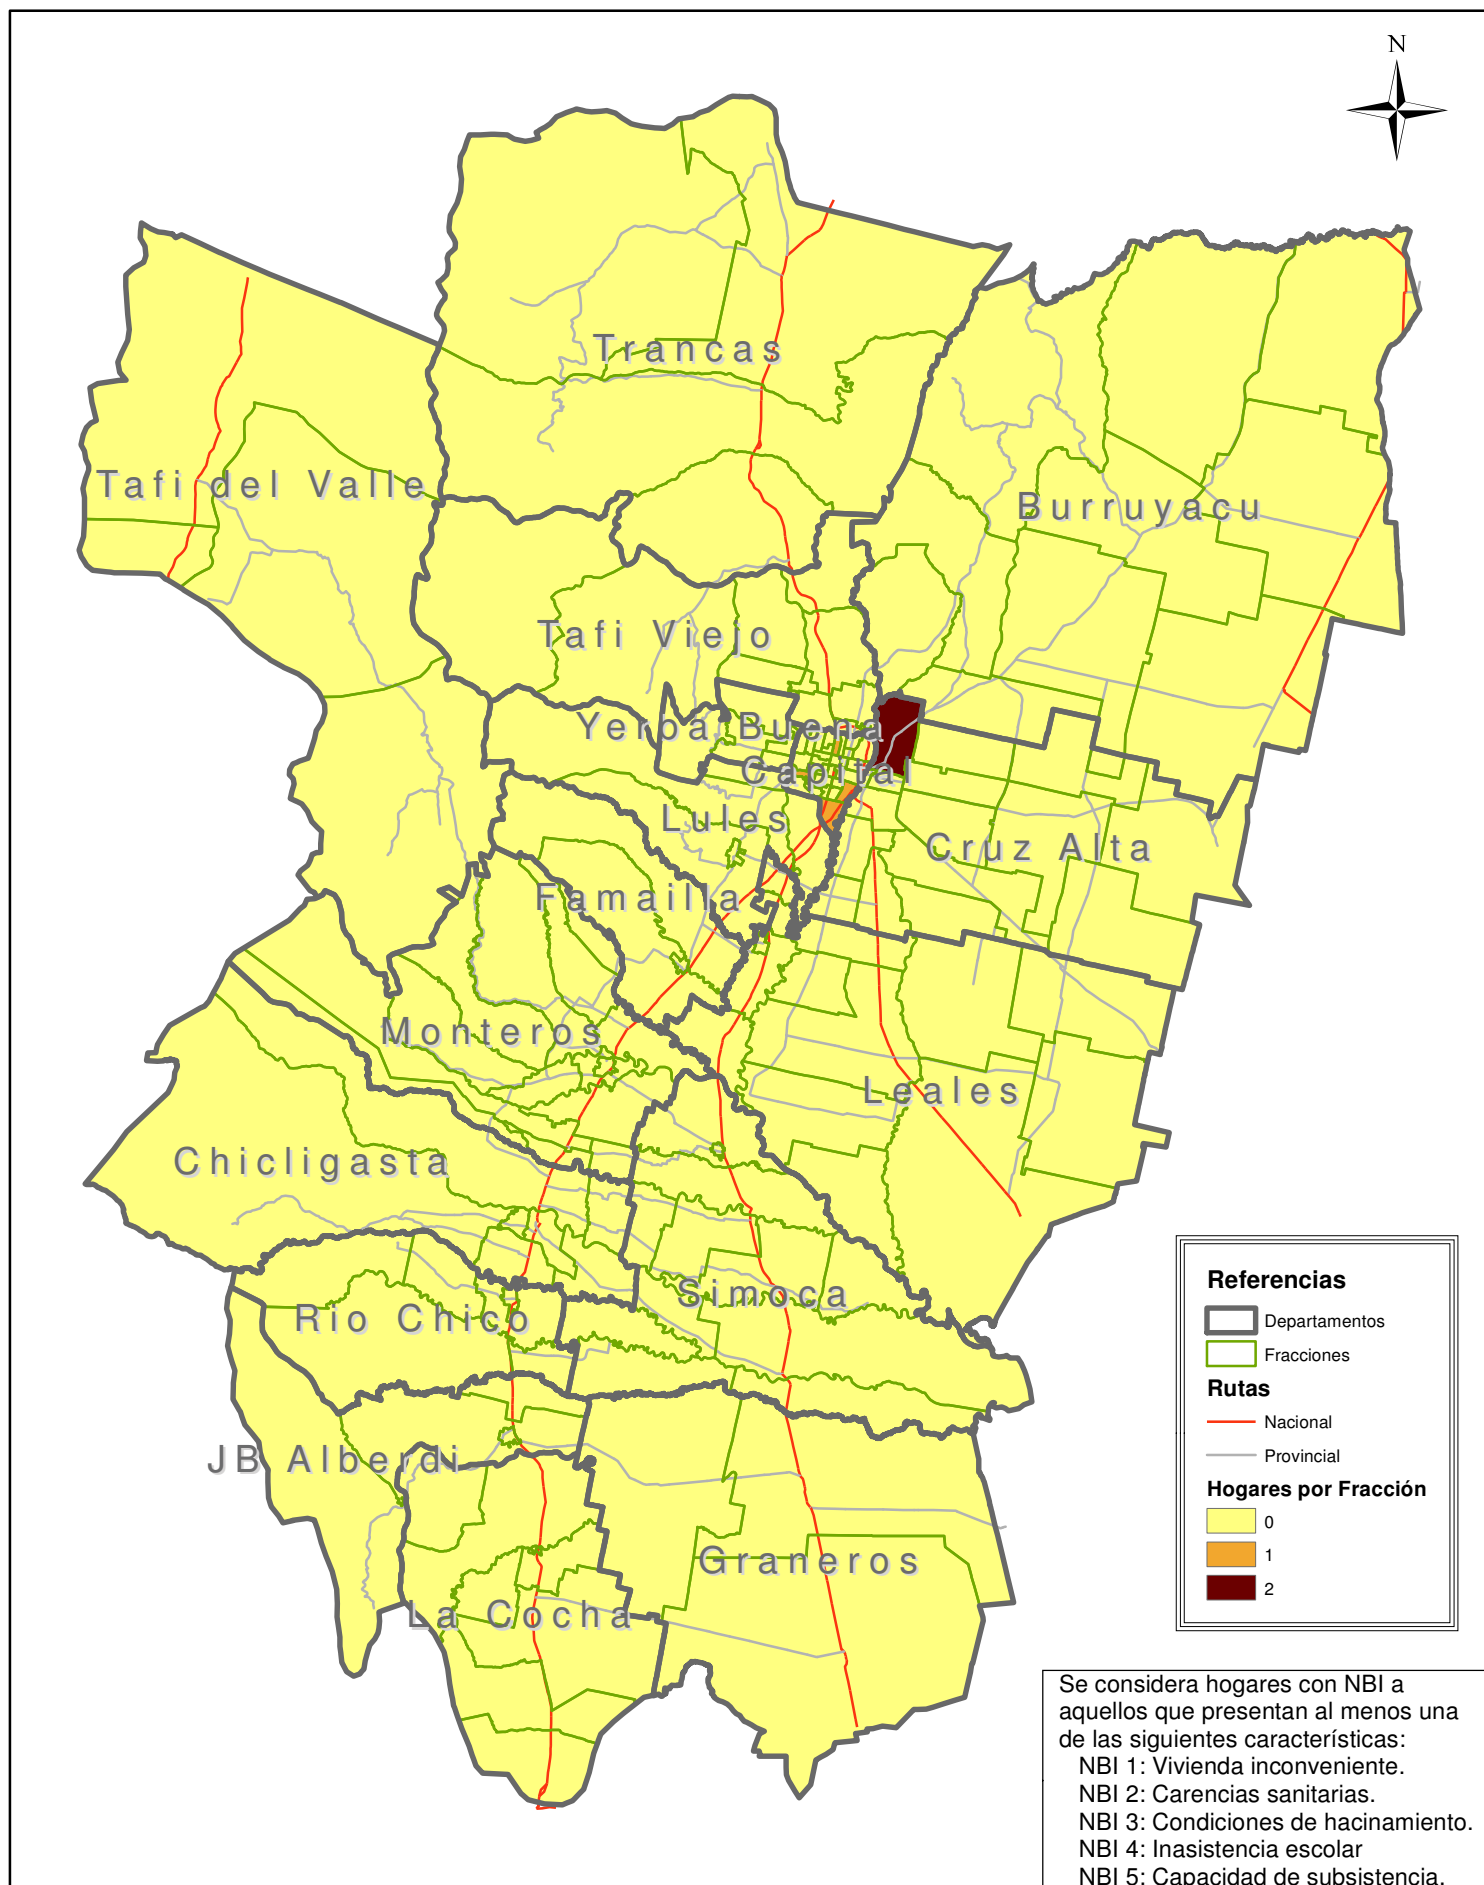 N
Trancas
Tafi del Valle
Burruyacu
Tafi Viejo
Yerba Buena
Capital
Lules
Cruz Alta
Famailla
Monteros
Leales
Chicligasta
Simoca
Rio Chico
JB Alberdi
Graneros
La Cocha
Referencias
Departamentos
Fracciones
Rutas
Nacional
Provincial
Hogares por Fracción
0
1
2
Se considera hogares con NBI a
aquellos que presentan al menos una
de las siguientes características:
NBI 1: Vivienda inconveniente.
NBI 2: Carencias sanitarias.
NBI 3: Condiciones de hacinamiento.
NBI 4: Inasistencia escolar
NBI 5: Capacidad de subsistencia.